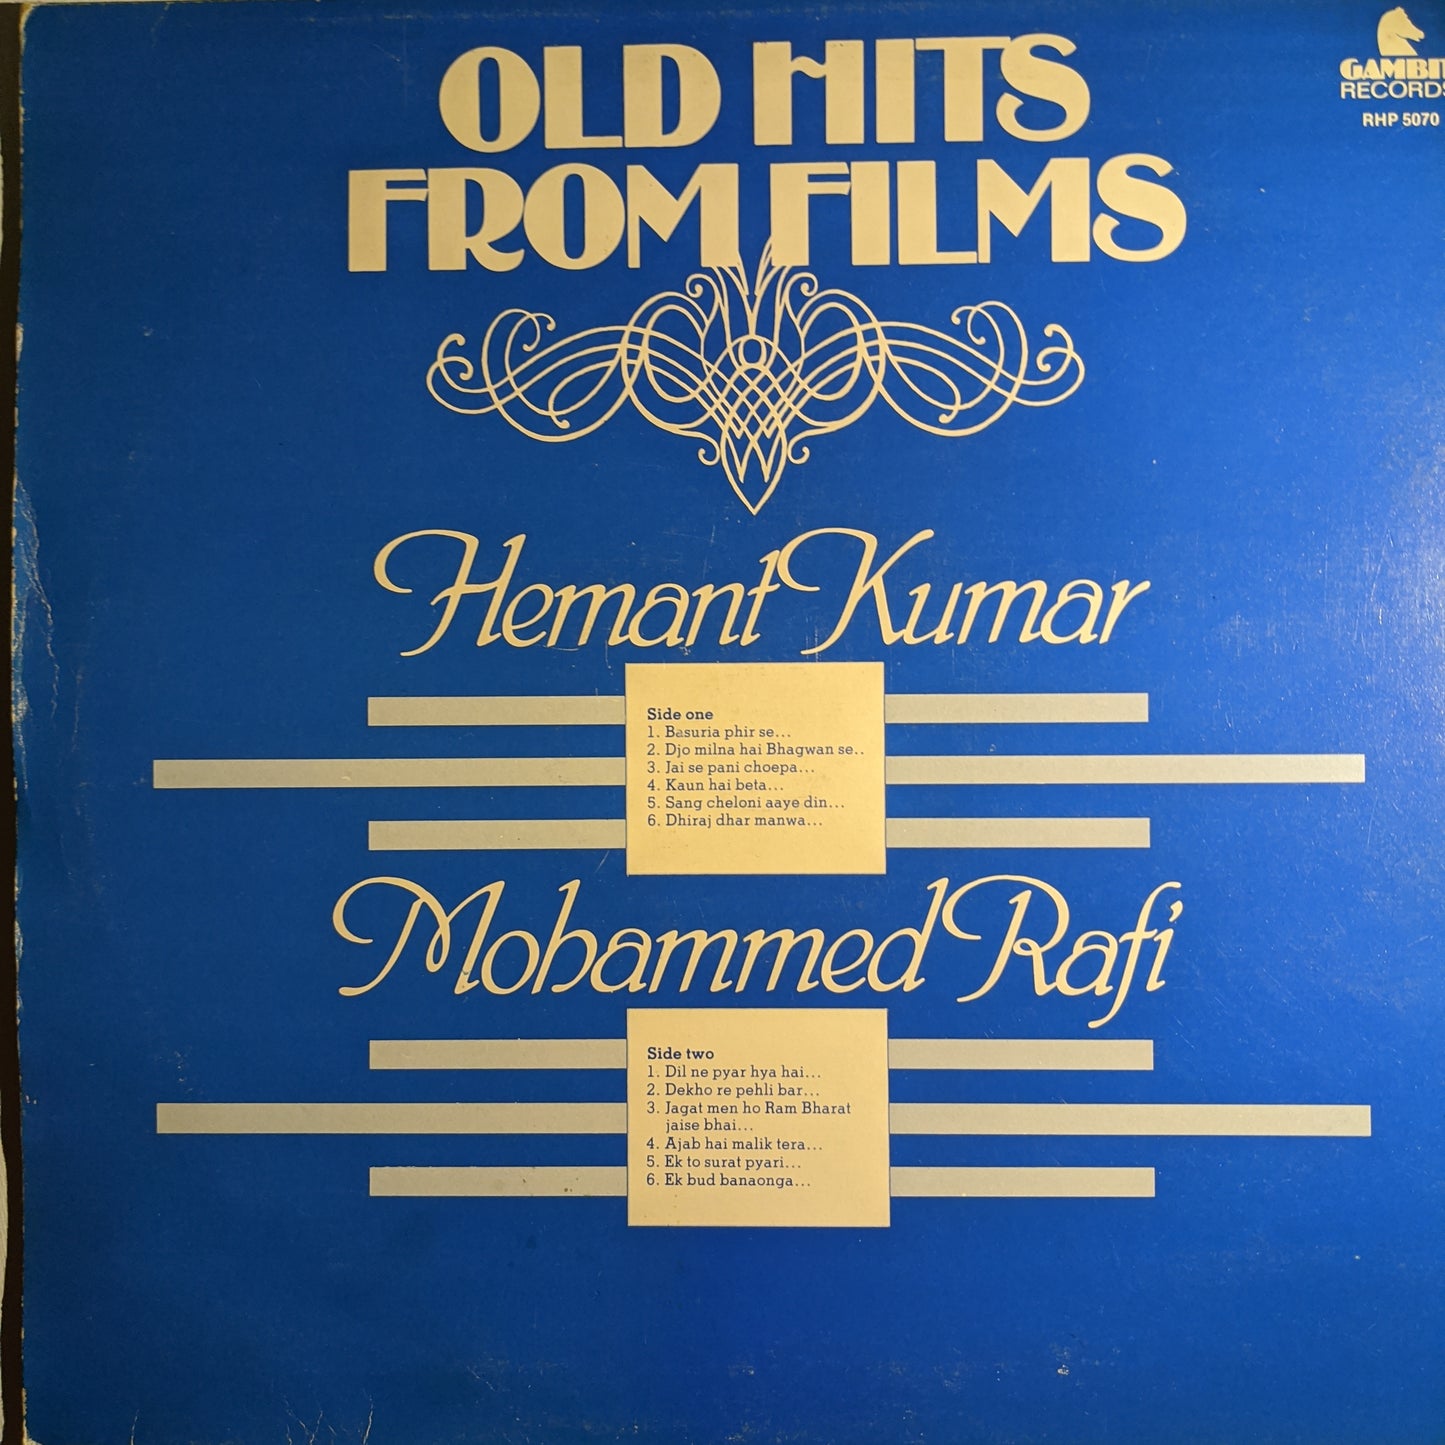 OLD HITS
FROM FILMS
GAMBIT
RECORDS
RHP 5070
Hemant Kumar
Side one
1. Basuria phir se...
2. Djo milna hai Bhagwan se..
3. Jai se pani choepa...
4. Kaun hai beta...
5. Sang cheloni aaye din...
6. Dhiraj dhar manwa...
Mohammed Rafi
Side two
1. Dil ne pyar hya hai...
2. Dekho re pehli bar...
3. Jagat men ho Ram Bharat
jaise bhai...
4. Ajab hai malik tera...
5. Ek to surat pyari...
6. Ek bud banaonga...